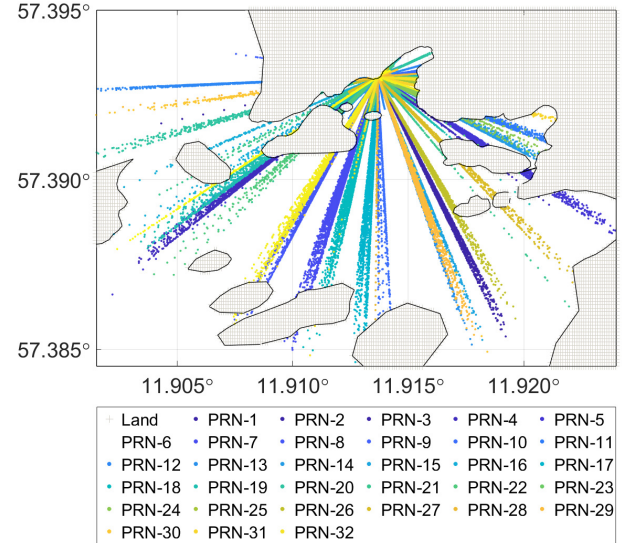 57.395°
57.390°
57.385°
11.905° 11.910° 11.915° 11.920°
Land PRN-1 PRN-2 PRN-3 PRN-4 PRN-5
PRN-6 PRN-7 PRN-8 PRN-9 PRN-10 PRN-11
PRN-12 PRN-13 PRN-14 PRN-15 PRN-16 PRN-17
PRN-18 PRN-19 PRN-20 PRN-21 PRN-22 PRN-23
PRN-24 PRN-25 PRN-26 PRN-27 PRN-28 PRN-29
PRN-30 PRN-31 PRN-32